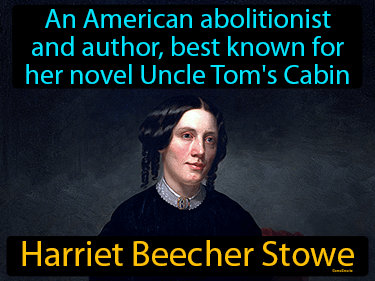 An American abolitionist
and author, best known for
her novel Uncle Tom's Cabin
Harriet Beecher Stowe